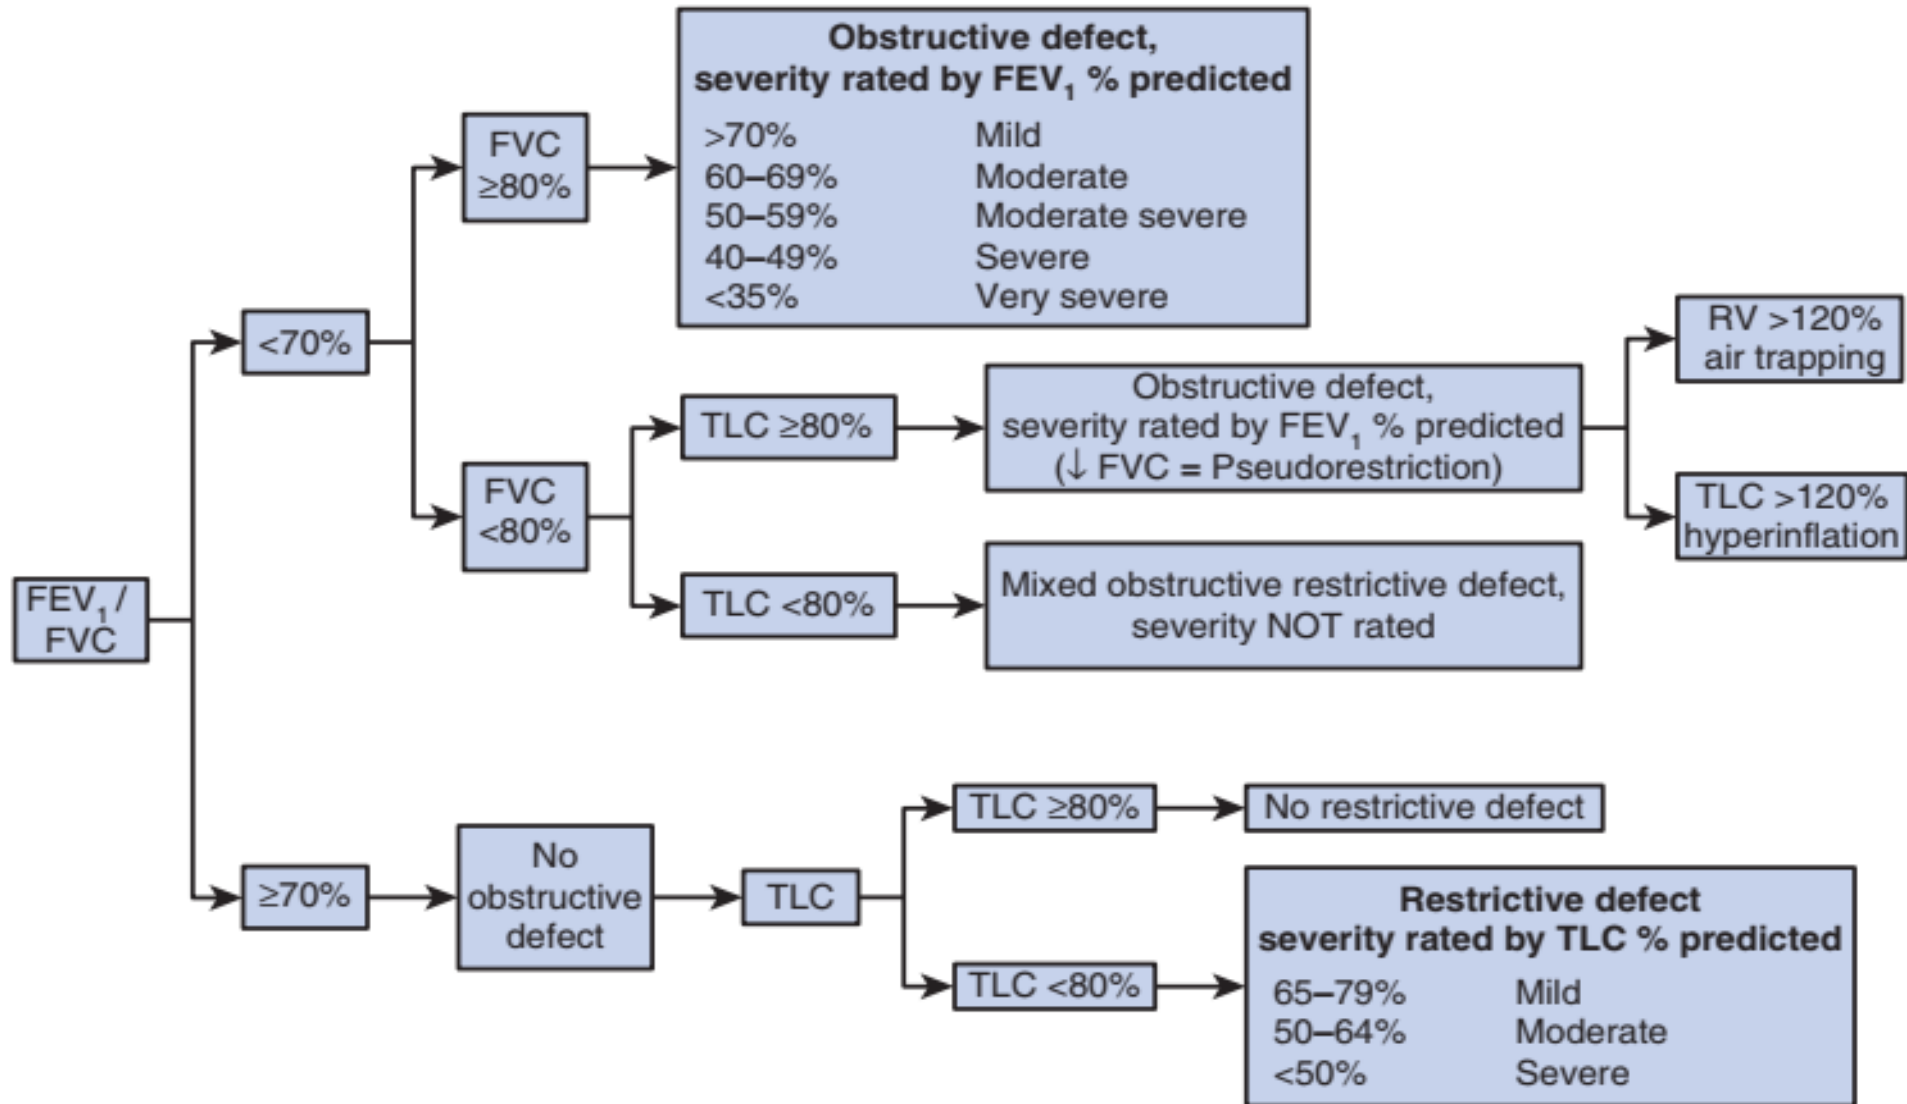 FEV₁ /
FVC
<70%
FVC
≥80%
Obstructive defect,
severity rated by FEV₁ % predicted
>70% Mild
60–69% Moderate
50–59% Moderate severe
40–49% Severe
<35% Very severe
FVC
<80%
TLC ≥80%
Obstructive defect,
severity rated by FEV₁ % predicted
(↓ FVC = Pseudorestriction)
RV >120%
air trapping
TLC >120%
hyperinflation
TLC <80%
Mixed obstructive restrictive defect,
severity NOT rated
≥70%
No
obstructive
defect
TLC
TLC ≥80%
No restrictive defect
TLC <80%
Restrictive defect
severity rated by TLC % predicted
65–79% Mild
50–64% Moderate
<50% Severe